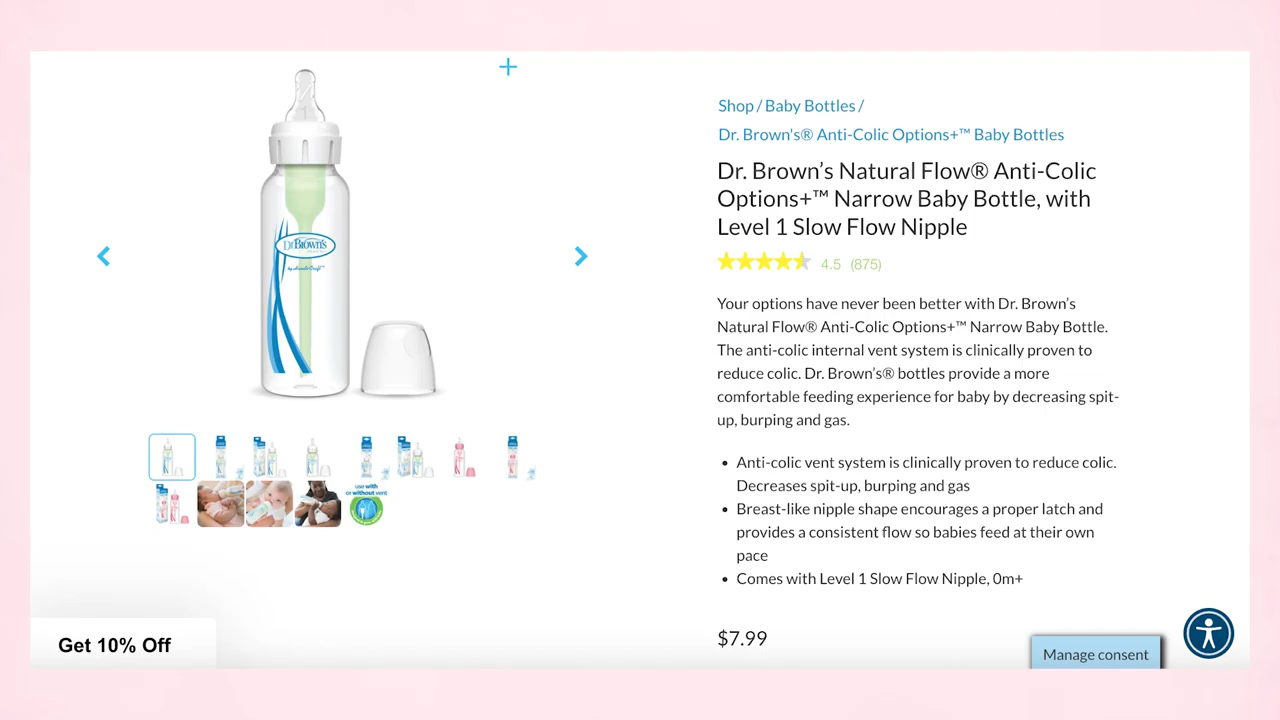 Shop / Baby Bottles /
Dr. Brown's® Anti-Colic Options+™ Baby Bottles
Dr. Brown’s Natural Flow® Anti-Colic
Options+™ Narrow Baby Bottle, with
Level 1 Slow Flow Nipple
4.5 (875)
Your options have never been better with Dr. Brown’s
Natural Flow® Anti-Colic Options+™ Narrow Baby Bottle.
The anti-colic internal vent system is clinically proven to
reduce colic. Dr. Brown’s® bottles provide a more
comfortable feeding experience for baby by decreasing spit-
up, burping and gas.
• Anti-colic vent system is clinically proven to reduce colic.
Decreases spit-up, burping and gas
• Breast-like nipple shape encourages a proper latch and
provides a consistent flow so babies feed at their own
pace
• Comes with Level 1 Slow Flow Nipple, 0m+
$7.99
Manage consent
Dr Brown's
use with
or without vent
Get 10% Off